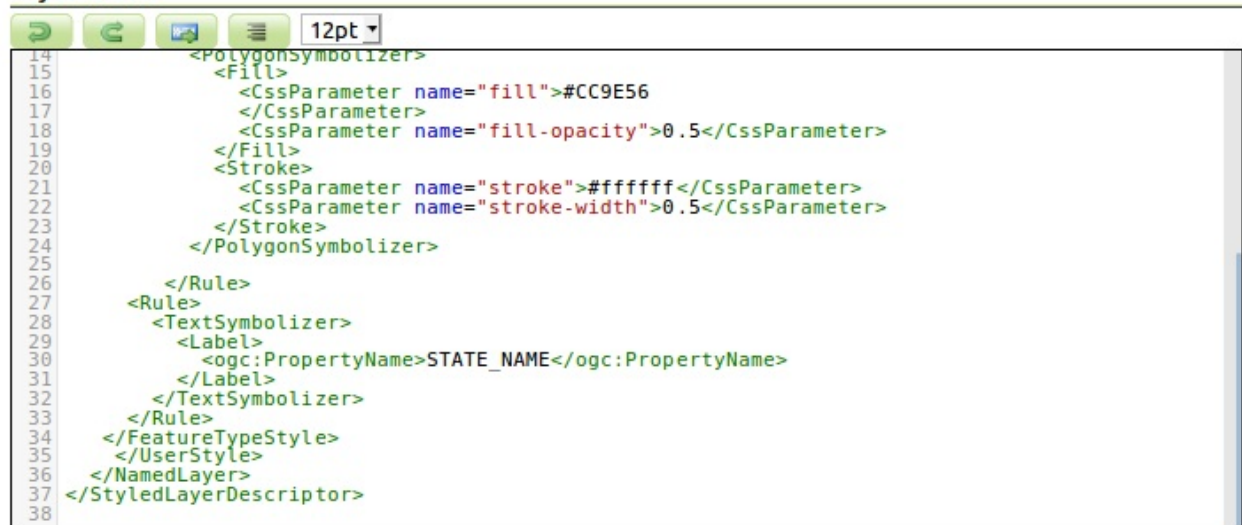 12pt
14 <PolygonSymbolizer>
15 <Fill>
16 <CssParameter name="fill">#CC9E56
17 </CssParameter>
18 <CssParameter name="fill-opacity">0.5</CssParameter>
19 </Fill>
20 <Stroke>
21 <CssParameter name="stroke">#ffffff</CssParameter>
22 <CssParameter name="stroke-width">0.5</CssParameter>
23 </Stroke>
24 </PolygonSymbolizer>
25
26 </Rule>
27 <Rule>
28 <TextSymbolizer>
29 <Label>
30 <ogc:PropertyName>STATE_NAME</ogc:PropertyName>
31 </Label>
32 </TextSymbolizer>
33 </Rule>
34 </FeatureTypeStyle>
35 </UserStyle>
36 </NamedLayer>
37 </StyledLayerDescriptor>
38